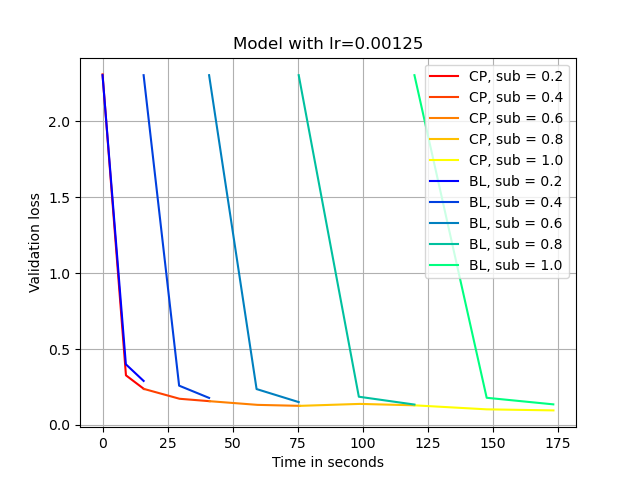 Model with lr=0.00125
CP, sub = 0.2
CP, sub = 0.4
CP, sub = 0.6
CP, sub = 0.8
CP, sub = 1.0
BL, sub = 0.2
BL, sub = 0.4
BL, sub = 0.6
BL, sub = 0.8
BL, sub = 1.0
2.0
1.5
1.0
0.5
0.0
Validation loss
0 25 50 75 100 125 150 175
Time in seconds